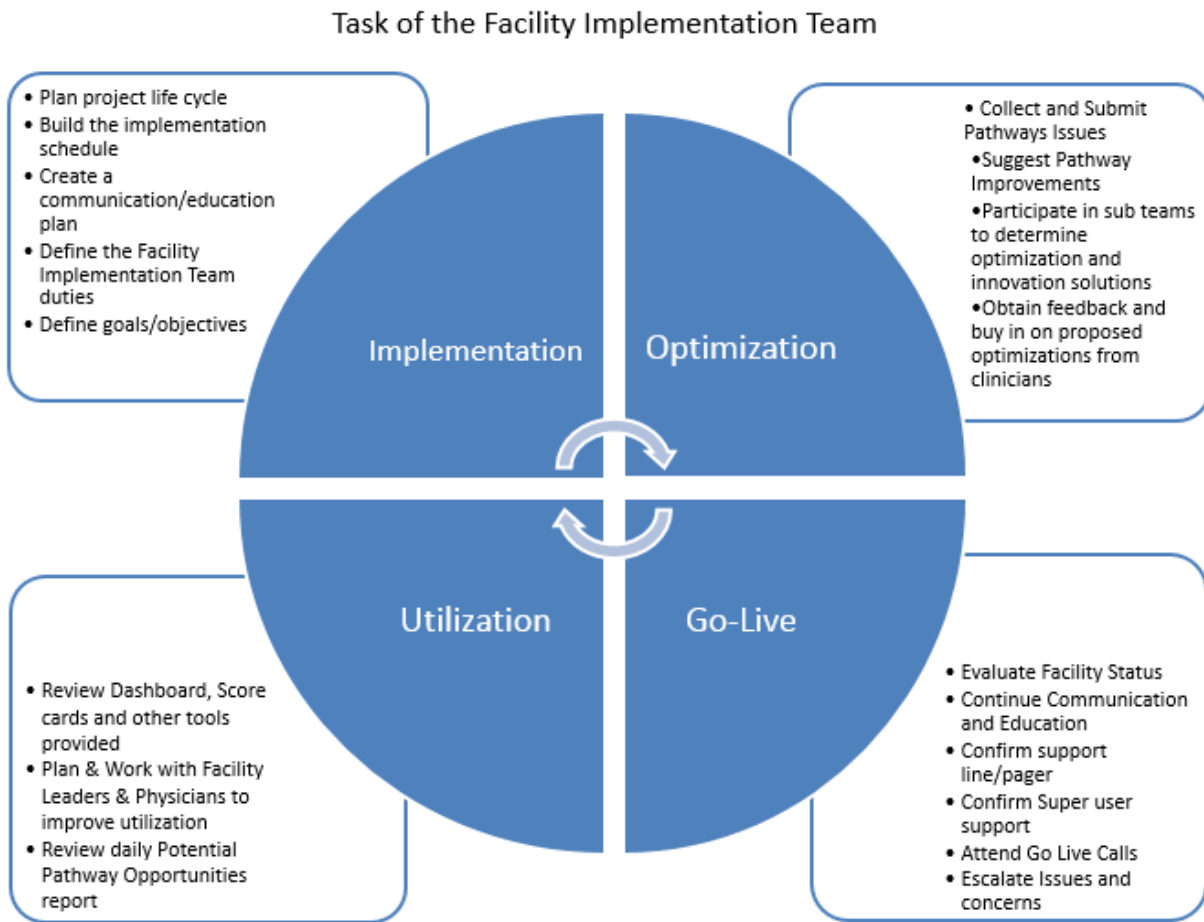 Task of the Facility Implementation Team
• Plan project life cycle
• Build the implementation
schedule
• Create a
communication/education
plan
• Define the Facility
Implementation Team
duties
• Define goals/objectives
• Collect and Submit
Pathways Issues
•Suggest Pathway
Improvements
•Participate in sub teams
to determine
optimization and
innovation solutions
•Obtain feedback and
buy in on proposed
optimizations from
clinicians
Implementation
Optimization
Utilization
Go-Live
• Review Dashboard, Score
cards and other tools
provided
• Plan & Work with Facility
Leaders & Physicians to
improve utilization
• Review daily Potential
Pathway Opportunities
report
• Evaluate Facility Status
• Continue Communication
and Education
• Confirm support
line/pager
• Confirm Super user
support
• Attend Go Live Calls
• Escalate Issues and
concerns